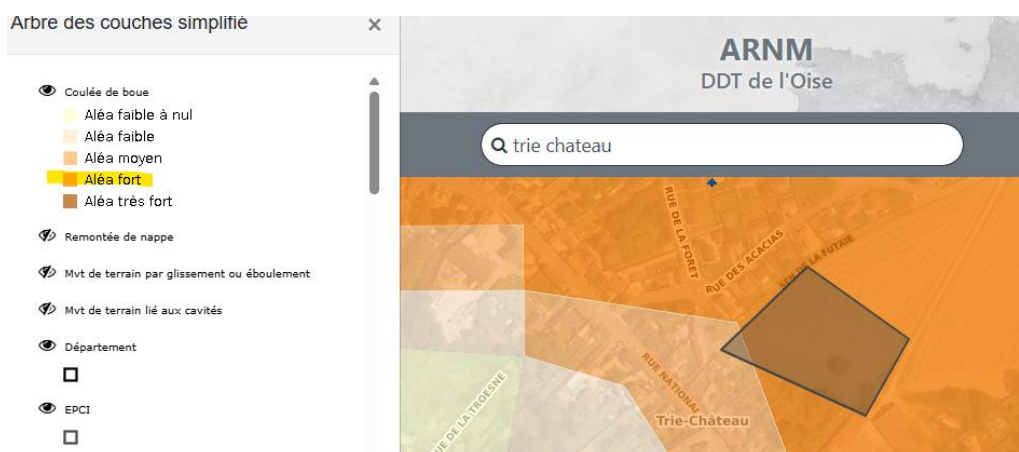 Arbre des couches simplifié ×
Coulée de boue
Aléa faible à nul
Aléa faible
Aléa moyen
Aléa fort
Aléa très fort
Remontée de nappe
Mvt de terrain par glissement ou éboulement
Mvt de terrain lié aux cavités
Département
EPCI
ARNM
DDT de l'Oise
trie chateau
RUE DE LA FORET
RUE DES ACACIAS
SEN DE LA FUTAIE
RUE NATIONAL
Trie-Château
UE DE LA TROESNE